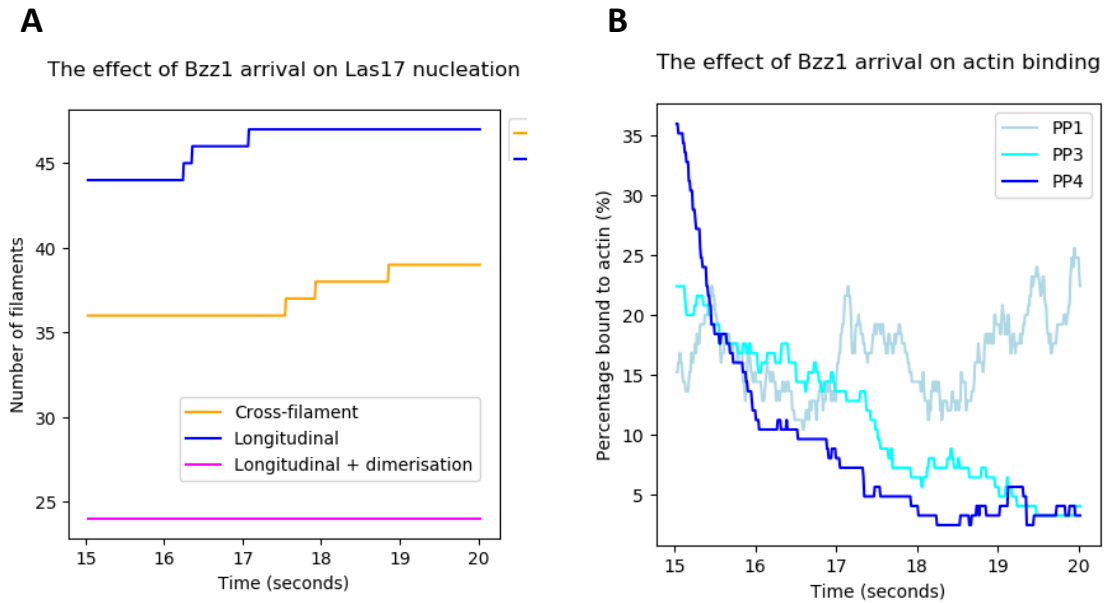 A
The effect of Bzz1 arrival on Las17 nucleation
Number of filaments
45
40
35
30
25
Cross-filament
Longitudinal
Longitudinal + dimerisation
15 16 17 18 19 20
Time (seconds)
B
The effect of Bzz1 arrival on actin binding
Percentage bound to actin (%)
35
30
25
20
15
10
5
PP1
PP3
PP4
15 16 17 18 19 20
Time (seconds)